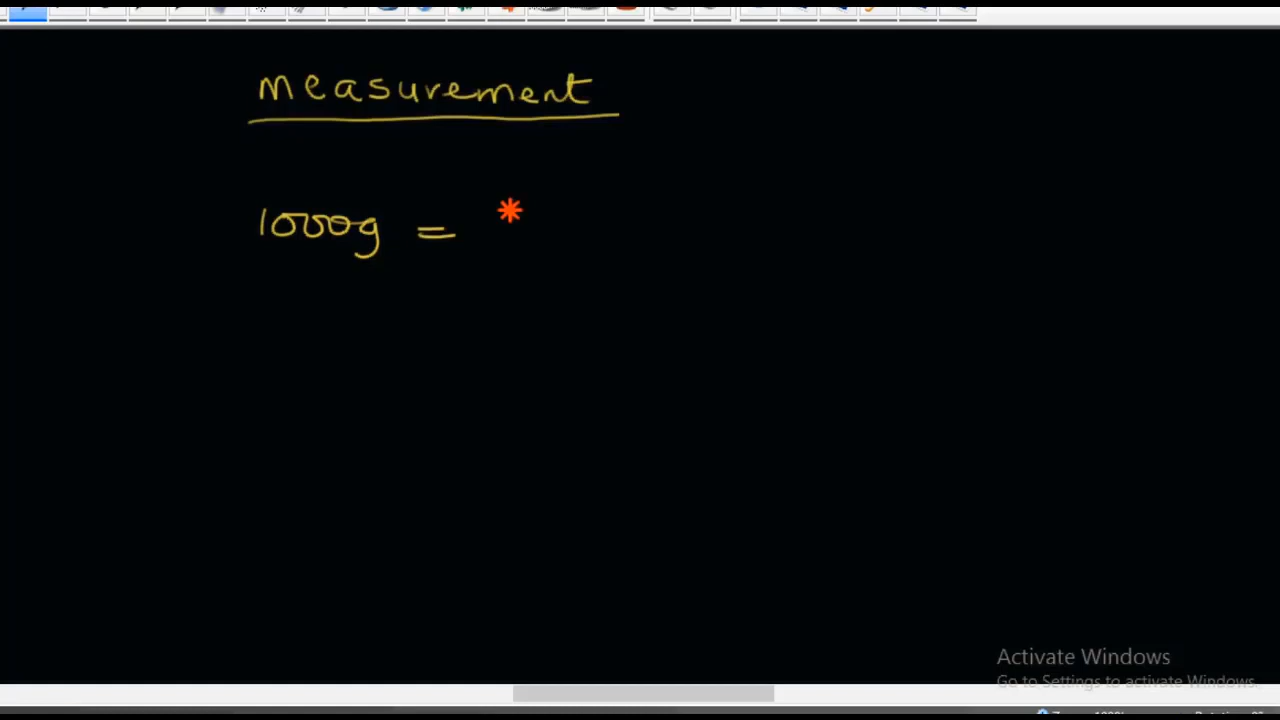 measurement
1000g =
Activate Windows
Go to Settings to activate Windows.